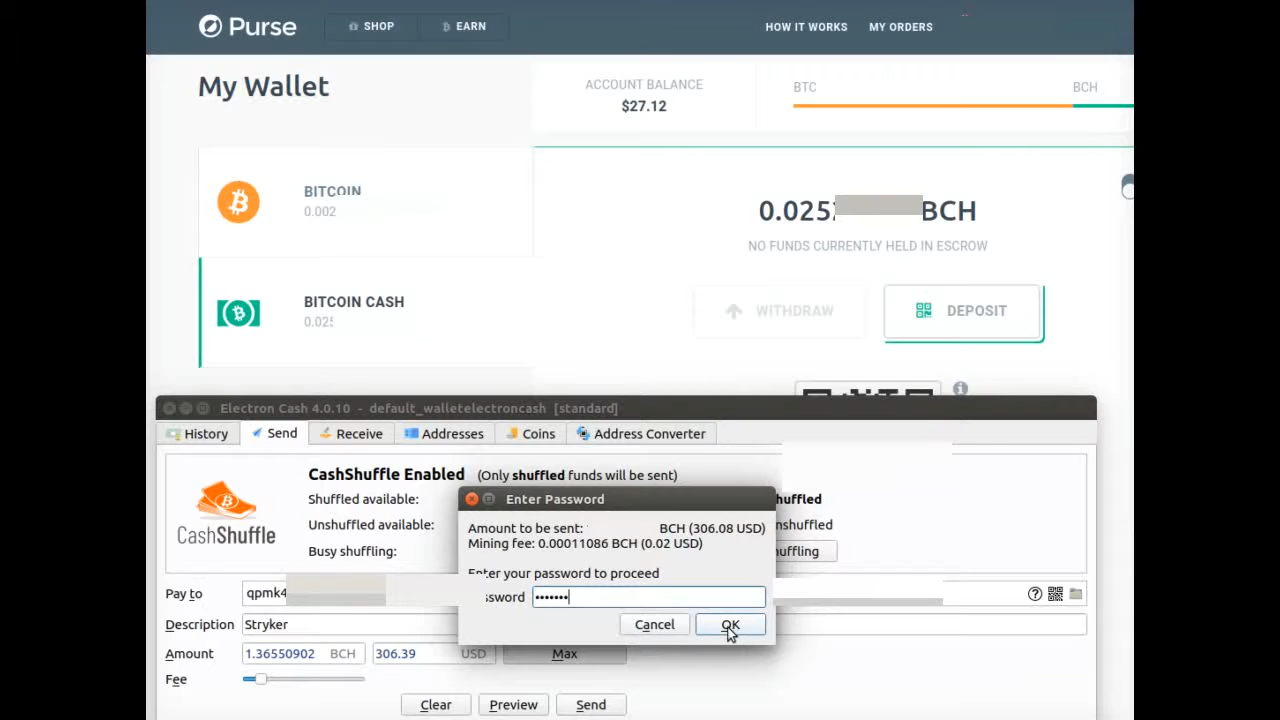 Purse SHOP EARN HOW IT WORKS MY ORDERS
My Wallet
ACCOUNT BALANCE
$27.12
BTC BCH
BITCOIN
0.002
0.025 BCH
NO FUNDS CURRENTLY HELD IN ESCROW
BITCOIN CASH
0.025
WITHDRAW DEPOSIT
Electron Cash 4.0.10 - default_walletelectroncash [standard]
History Send Receive Addresses Coins Address Converter
CashShuffle Enabled (Only shuffled funds will be sent)
Shuffled available: huffled
Unshuffled available: nshuffled
Busy shuffling: uffling
CashShuffle
Enter Password
Amount to be sent: BCH (306.08 USD)
Mining fee: 0.00011086 BCH (0.02 USD)
Enter your password to proceed
ssword •••••••
Cancel OK
Pay to qpmk4
Description Stryker
Amount 1.36550902 BCH 306.39 USD Max
Fee
Clear Preview Send